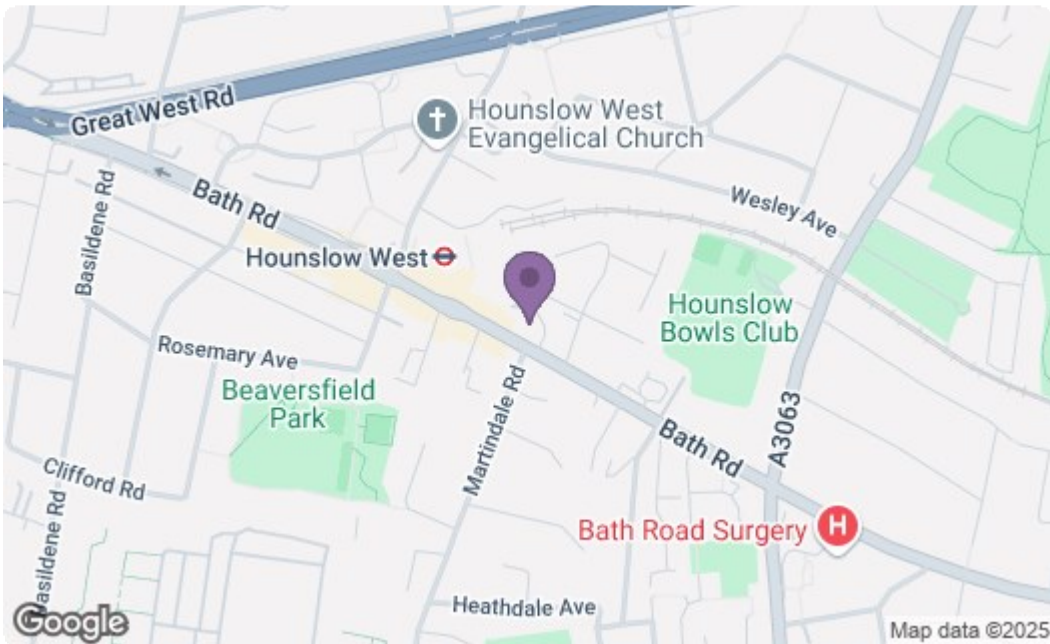 Great West Rd
Hounslow West
Evangelical Church
Bath Rd
Basildene Rd
Wesley Ave
Hounslow West
Hounslow
Bowls Club
Rosemary Ave
Beaversfield
Park
Martindale Rd
A3063
Bath Rd
Clifford Rd
Basildene Rd
Bath Road Surgery
H
Heathdale Ave
Google
Map data ©2025